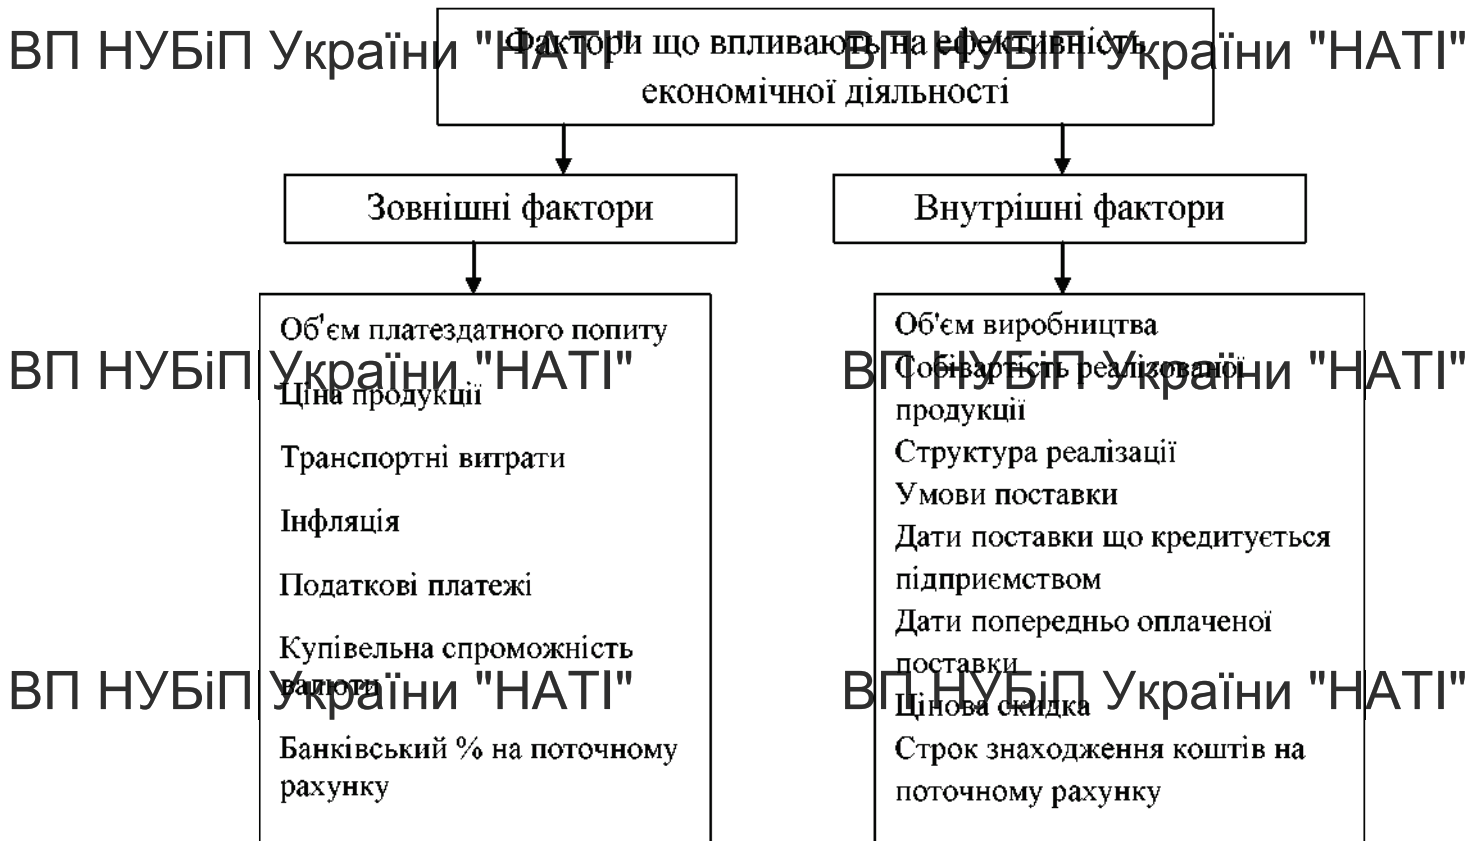 ВП НУБіП України "НАТІ" ВП НУБіП України "НАТІ"
Фактори що впливають на ефективність
економічної діяльності
Зовнішні фактори
Внутрішні фактори
Об'єм платездатного попиту
ВП НУБіП України "НАТІ"
Ціна продукції
Транспортні витрати
Інфляція
Податкові платежі
Купівельна спроможність
валюти
ВП НУБіП України "НАТІ"
Банківський % на поточному
рахунку
Об'єм виробництва
Собівартість реалізованої
ВП НУБіП України "НАТІ"
продукції
Структура реалізації
Умови поставки
Дати поставки що кредитується
підприємством
Дати попередньо оплаченої
поставки
ВП НУБіП України "НАТІ"
Цінова скидка
Строк знаходження коштів на
поточному рахунку